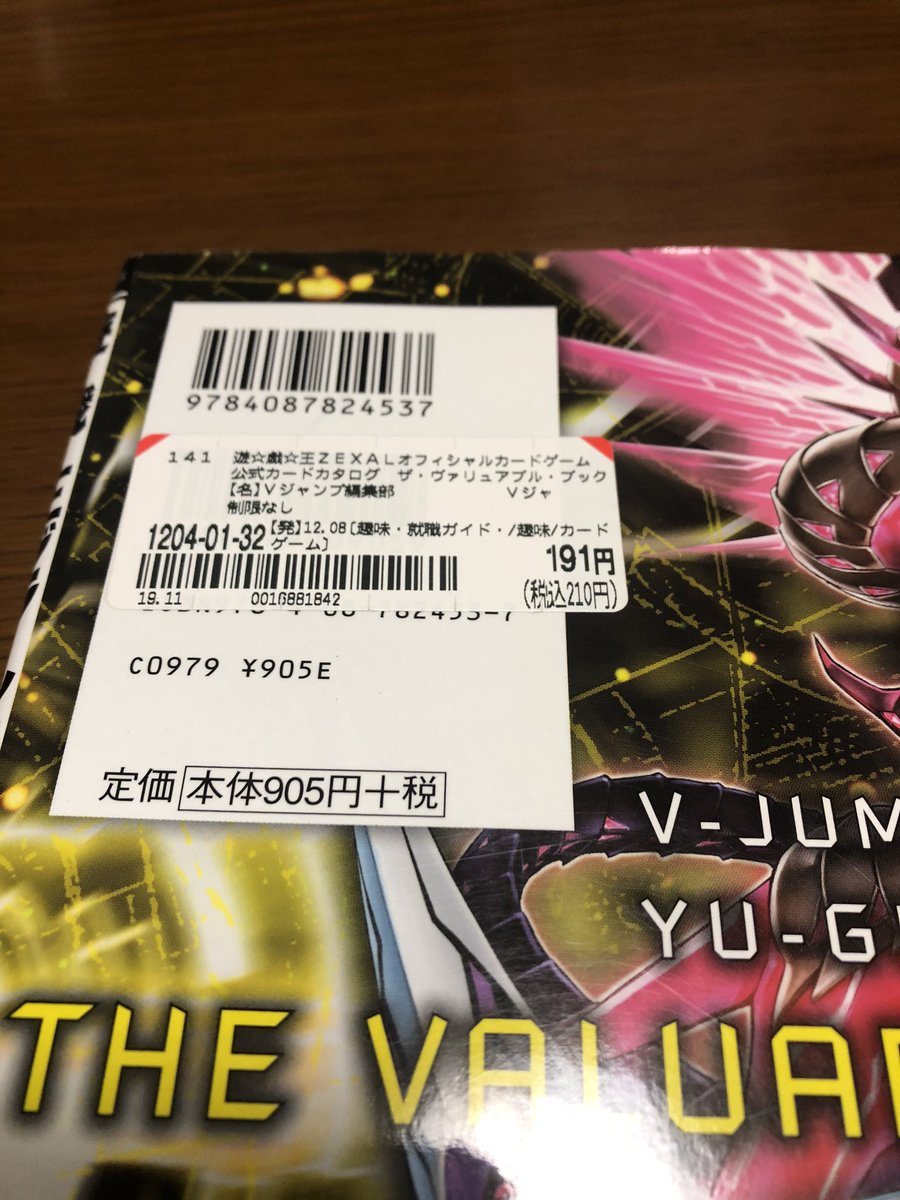 9784087824537
141 遊☆戯☆王ZEXALオフィシャルカードゲーム
公式カードカタログ ザ・ヴァリュアブル・ブック
【名】Vジャンプ編集部 Vジャ
制限なし
1204-01-32 【発】12.08〔趣味・就職ガイド・/趣味/カード
ゲーム〕
191円
19.11 0016881842 (税込210円)
782453-7
C0979 ¥905E
定価 本体905円+税
V-JUM
YU-G
THE VALUA